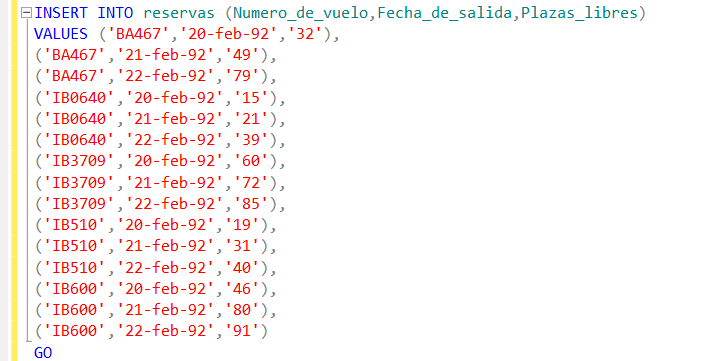 INSERT INTO reservas (Numero_de_vuelo,Fecha_de_salida,Plazas_libres)
VALUES ('BA467','20-feb-92','32'),
('BA467','21-feb-92','49'),
('BA467','22-feb-92','79'),
('IB0640','20-feb-92','15'),
('IB0640','21-feb-92','21'),
('IB0640','22-feb-92','39'),
('IB3709','20-feb-92','60'),
('IB3709','21-feb-92','72'),
('IB3709','22-feb-92','85'),
('IB510','20-feb-92','19'),
('IB510','21-feb-92','31'),
('IB510','22-feb-92','40'),
('IB600','20-feb-92','46'),
('IB600','21-feb-92','80'),
('IB600','22-feb-92','91')
GO